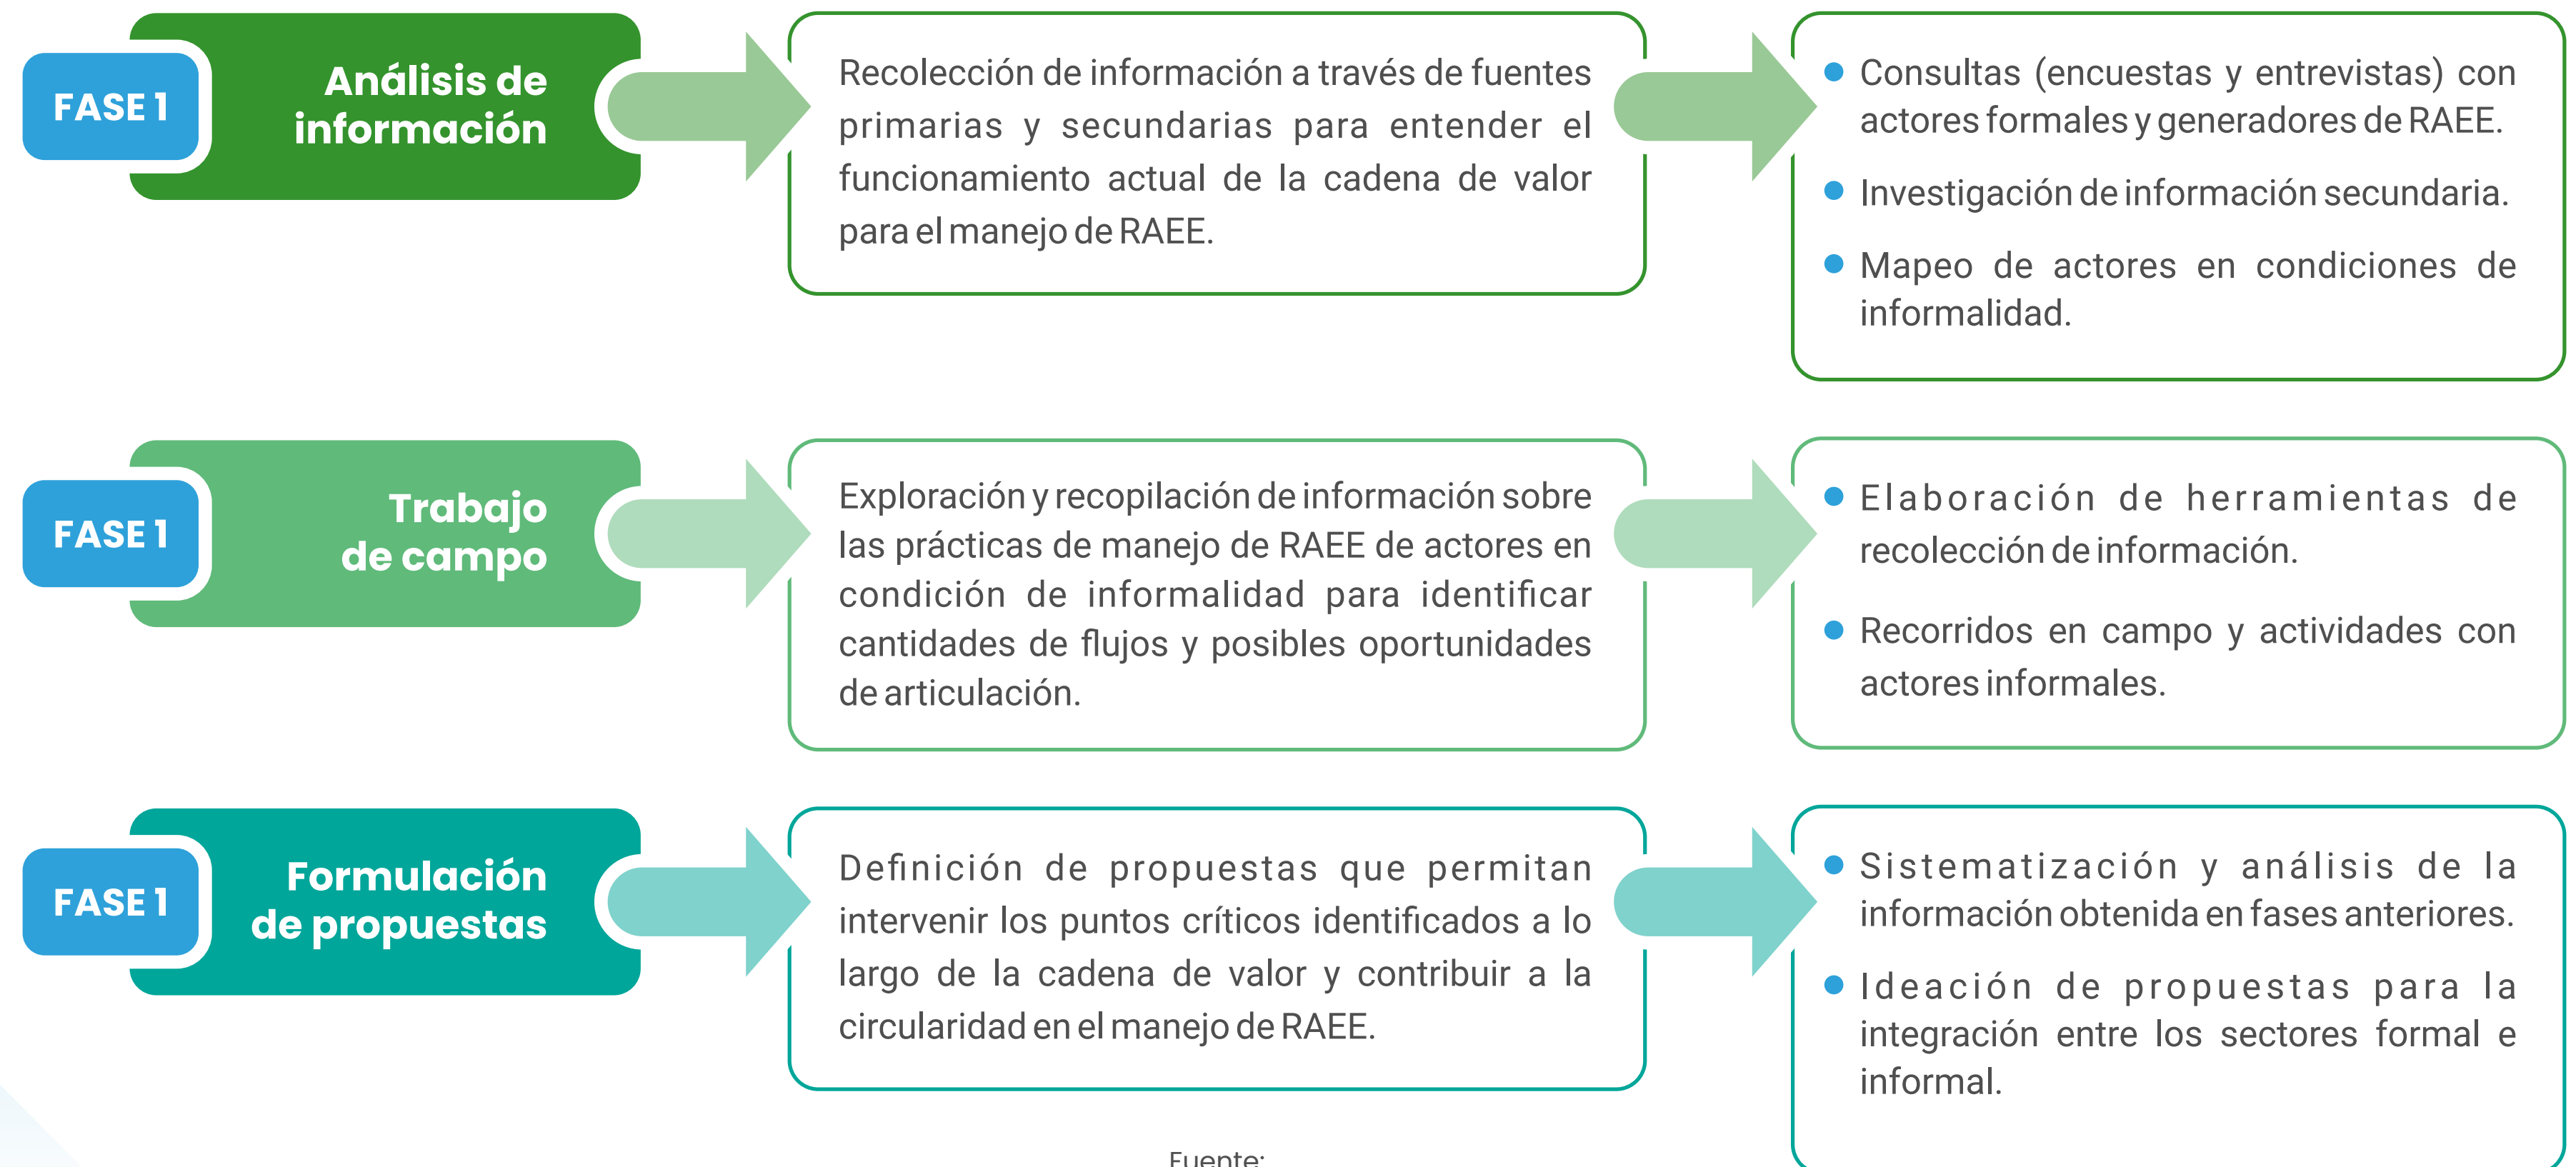 FASE 1
Análisis de
información
Recolección de información a través de fuentes
primarias y secundarias para entender el
funcionamiento actual de la cadena de valor
para el manejo de RAEE.
Consultas (encuestas y entrevistas) con
actores formales y generadores de RAEE.
Investigación de información secundaria.
Mapeo de actores en condiciones de
informalidad.
FASE 1
Trabajo
de campo
Exploración y recopilación de información sobre
las prácticas de manejo de RAEE de actores en
condición de informalidad para identificar
cantidades de flujos y posibles oportunidades
de articulación.
Elaboración de herramientas de
recolección de información.
Recorridos en campo y actividades con
actores informales.
FASE 1
Formulación
de propuestas
Definición de propuestas que permitan
intervenir los puntos críticos identificados a lo
largo de la cadena de valor y contribuir a la
circularidad en el manejo de RAEE.
Sistematización y análisis de la
información obtenida en fases anteriores.
Ideación de propuestas para la
integración entre los sectores formal e
informal.
Fuente: